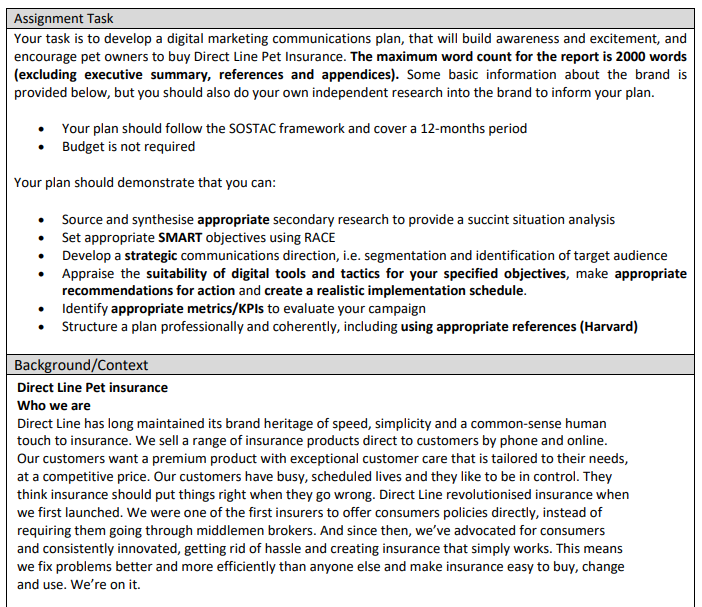 Assignment Task
Your task is to develop a digital marketing communications plan, that will build awareness and excitement, and
encourage pet owners to buy Direct Line Pet Insurance. The maximum word count for the report is 2000 words
(excluding executive summary, references and appendices). Some basic information about the brand is
provided below, but you should also do your own independent research into the brand to inform your plan.
• Your plan should follow the SOSTAC framework and cover a 12-months period
• Budget is not required
Your plan should demonstrate that you can:
• Source and synthesise appropriate secondary research to provide a succint situation analysis
• Set appropriate SMART objectives using RACE
• Develop a strategic communications direction, i.e. segmentation and identification of target audience
• Appraise the suitability of digital tools and tactics for your specified objectives, make appropriate
recommendations for action and create a realistic implementation schedule.
• Identify appropriate metrics/KPIs to evaluate your campaign
• Structure a plan professionally and coherently, including using appropriate references (Harvard)
Background/Context
Direct Line Pet insurance
Who we are
Direct Line has long maintained its brand heritage of speed, simplicity and a common-sense human
touch to insurance. We sell a range of insurance products direct to customers by phone and online.
Our customers want a premium product with exceptional customer care that is tailored to their needs,
at a competitive price. Our customers have busy, scheduled lives and they like to be in control. They
think insurance should put things right when they go wrong. Direct Line revolutionised insurance when
we first launched. We were one of the first insurers to offer consumers policies directly, instead of
requiring them going through middlemen brokers. And since then, we’ve advocated for consumers
and consistently innovated, getting rid of hassle and creating insurance that simply works. This means
we fix problems better and more efficiently than anyone else and make insurance easy to buy, change
and use. We’re on it.